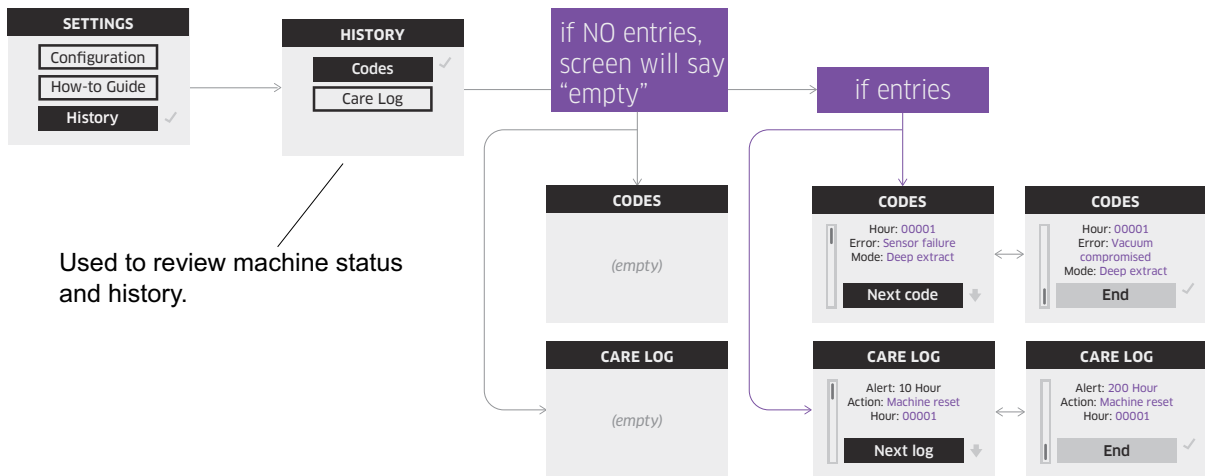 SETTINGS
Configuration
How-to Guide
History
HISTORY
Codes
Care Log
if NO entries,
screen will say
“empty”
if entries
Used to review machine status
and history.
CODES
(empty)
CODES
Hour: 00001
Error: Sensor failure
Mode: Deep extract
Next code
CODES
Hour: 00001
Error: Vacuum
compromised
Mode: Deep extract
End
CARE LOG
(empty)
CARE LOG
Alert: 10 Hour
Action: Machine reset
Hour: 00001
Next log
CARE LOG
Alert: 200 Hour
Action: Machine reset
Hour: 00001
End